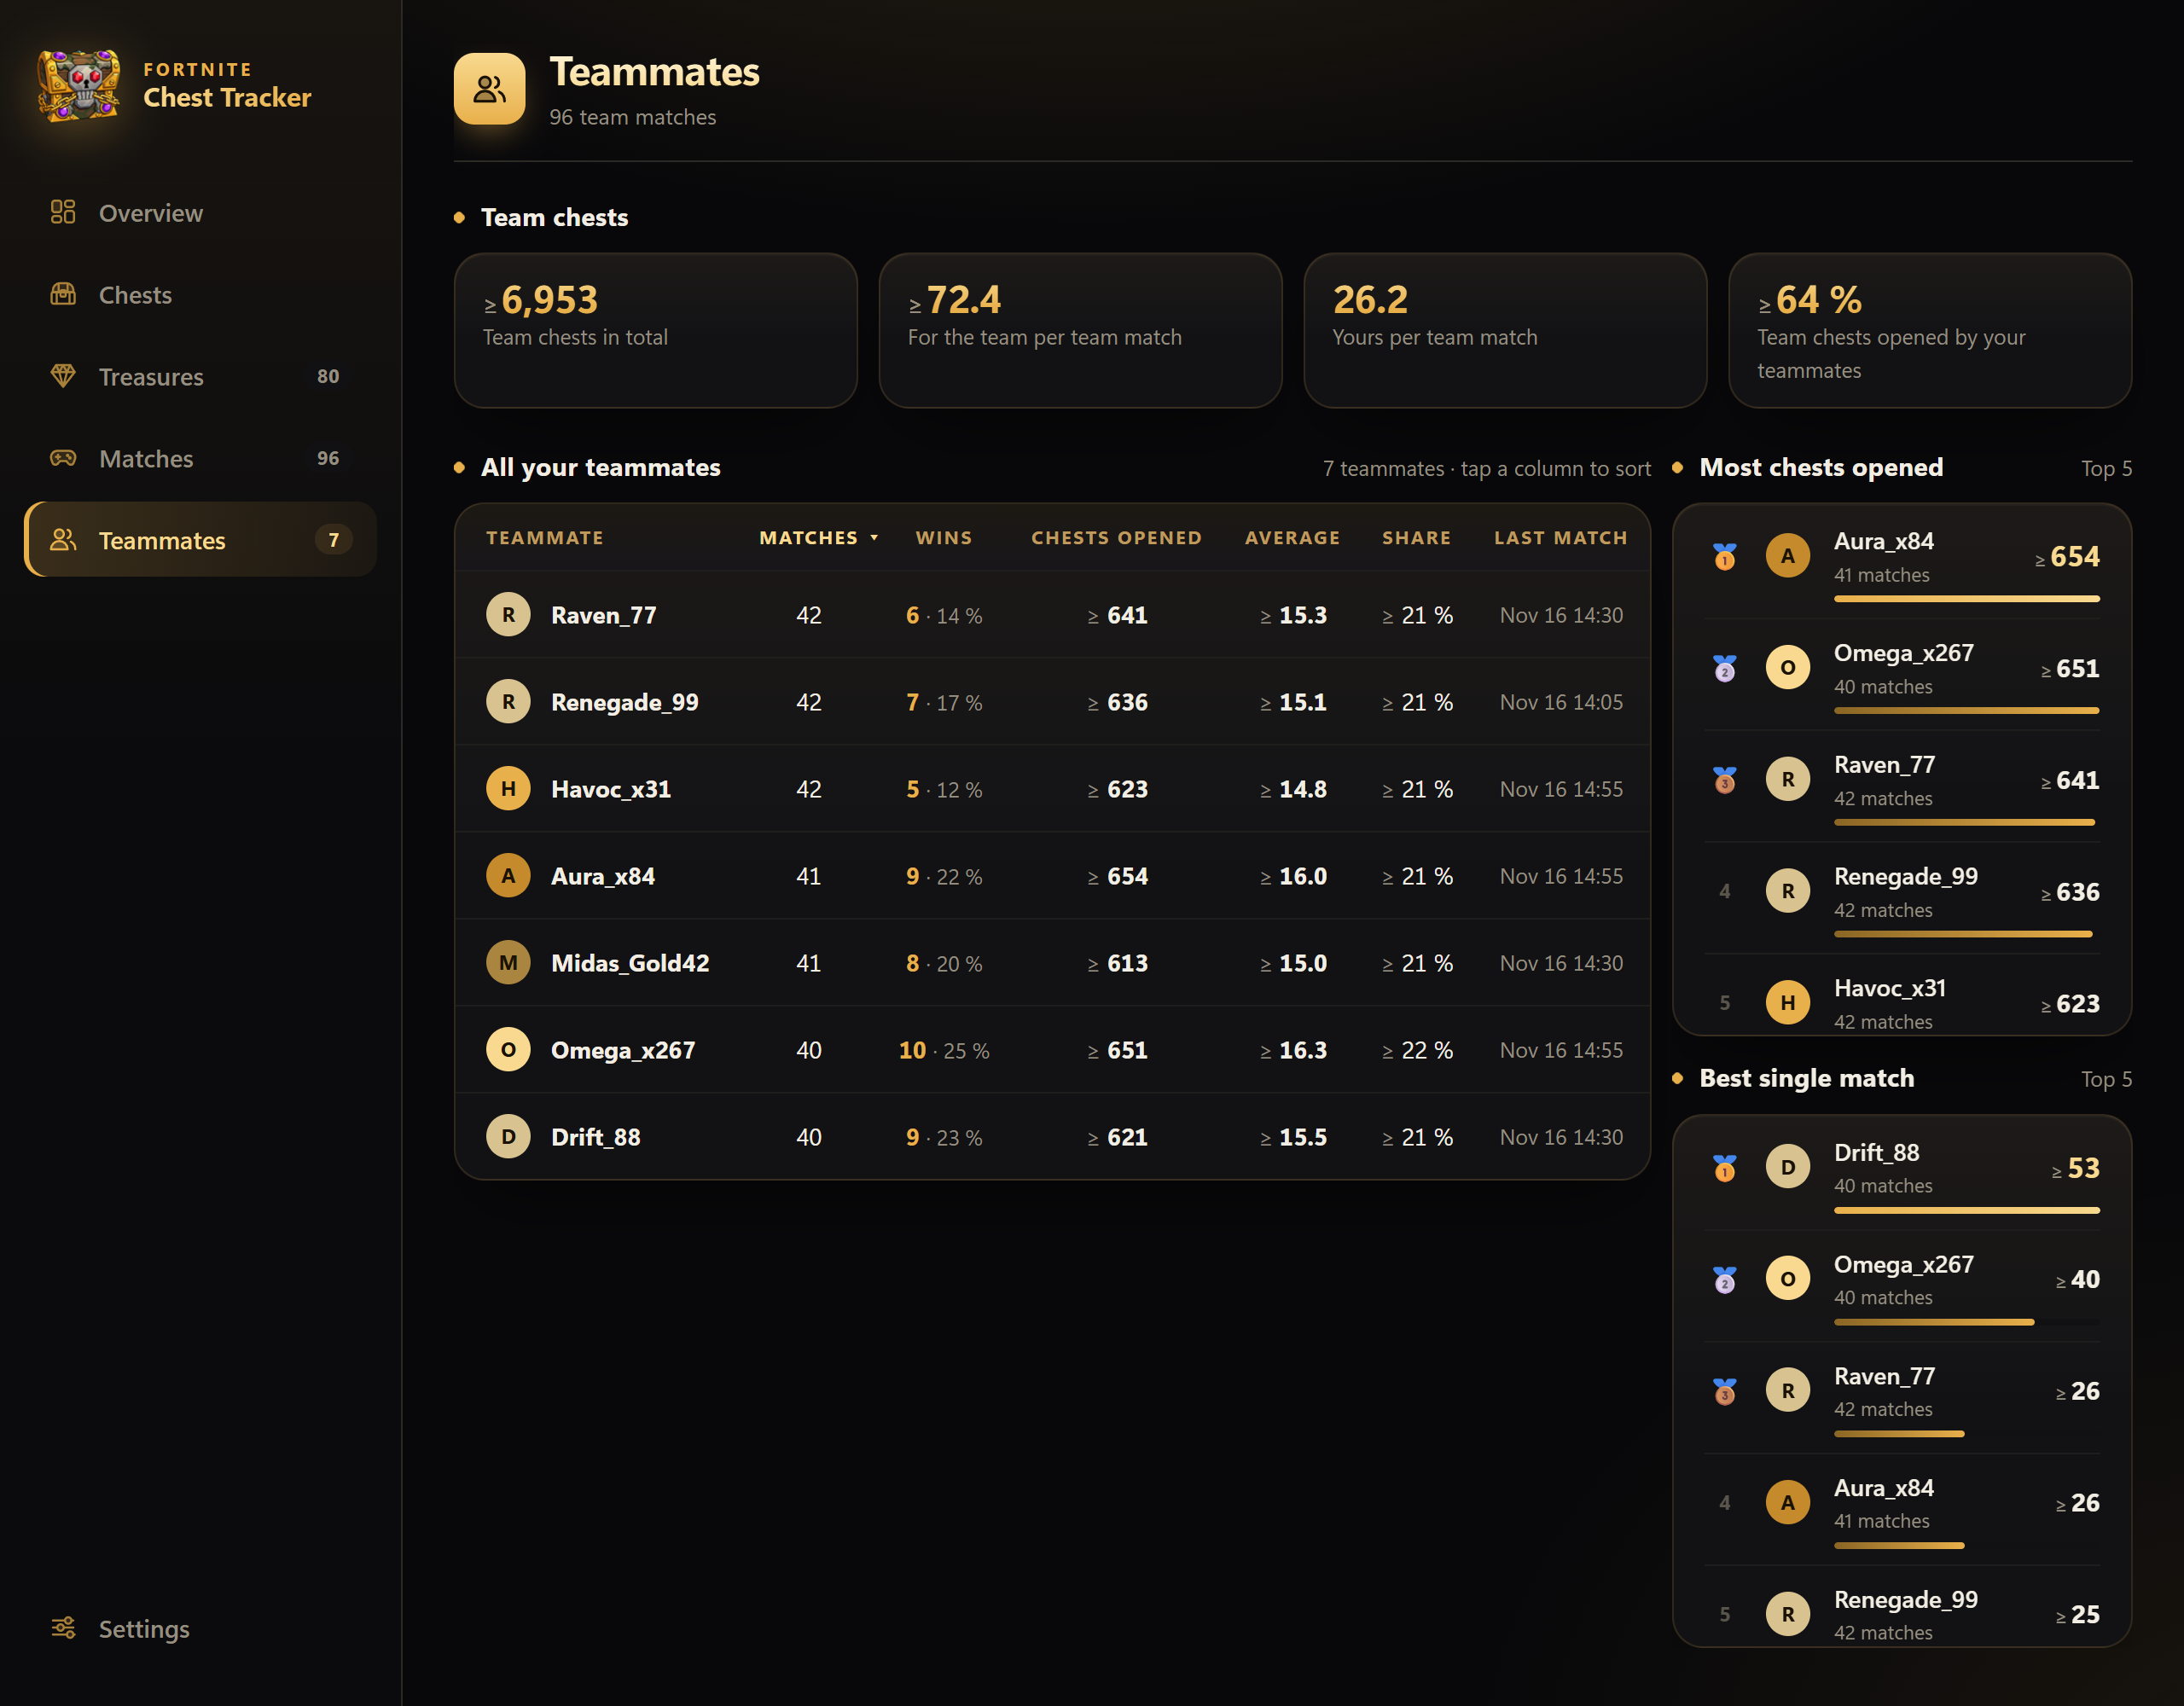 FORTNITE
Chest Tracker
Overview
Chests
Treasures 80
Matches 96
Teammates 7
Settings
Teammates
96 team matches
Team chests
≥ 6,953
Team chests in total
≥ 72.4
For the team per team match
26.2
Yours per team match
≥ 64 %
Team chests opened by your
teammates
All your teammates 7 teammates · tap a column to sort
TEAMMATE MATCHES ▼ WINS CHESTS OPENED AVERAGE SHARE LAST MATCH
R Raven_77 42 6 · 14 % ≥ 641 ≥ 15.3 ≥ 21 % Nov 16 14:30
R Renegade_99 42 7 · 17 % ≥ 636 ≥ 15.1 ≥ 21 % Nov 16 14:05
H Havoc_x31 42 5 · 12 % ≥ 623 ≥ 14.8 ≥ 21 % Nov 16 14:55
A Aura_x84 41 9 · 22 % ≥ 654 ≥ 16.0 ≥ 21 % Nov 16 14:55
M Midas_Gold42 41 8 · 20 % ≥ 613 ≥ 15.0 ≥ 21 % Nov 16 14:30
O Omega_x267 40 10 · 25 % ≥ 651 ≥ 16.3 ≥ 22 % Nov 16 14:55
D Drift_88 40 9 · 23 % ≥ 621 ≥ 15.5 ≥ 21 % Nov 16 14:30
Most chests opened Top 5
1 A Aura_x84 ≥ 654
41 matches
2 O Omega_x267 ≥ 651
40 matches
3 R Raven_77 ≥ 641
42 matches
4 R Renegade_99 ≥ 636
42 matches
5 H Havoc_x31 ≥ 623
42 matches
Best single match Top 5
1 D Drift_88 ≥ 53
40 matches
2 O Omega_x267 ≥ 40
40 matches
3 R Raven_77 ≥ 26
42 matches
4 A Aura_x84 ≥ 26
41 matches
5 R Renegade_99 ≥ 25
42 matches